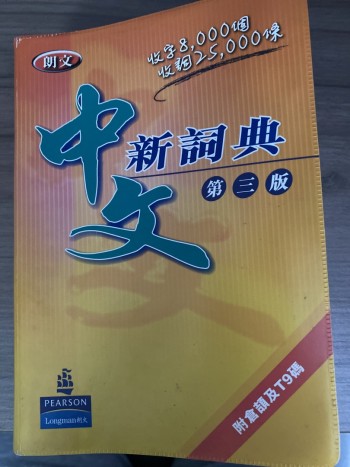 朗文
收字8,000個
收詞25,000條
中文
新詞典
第三版
附倉頡及T9碼
PEARSON
Longman朗文